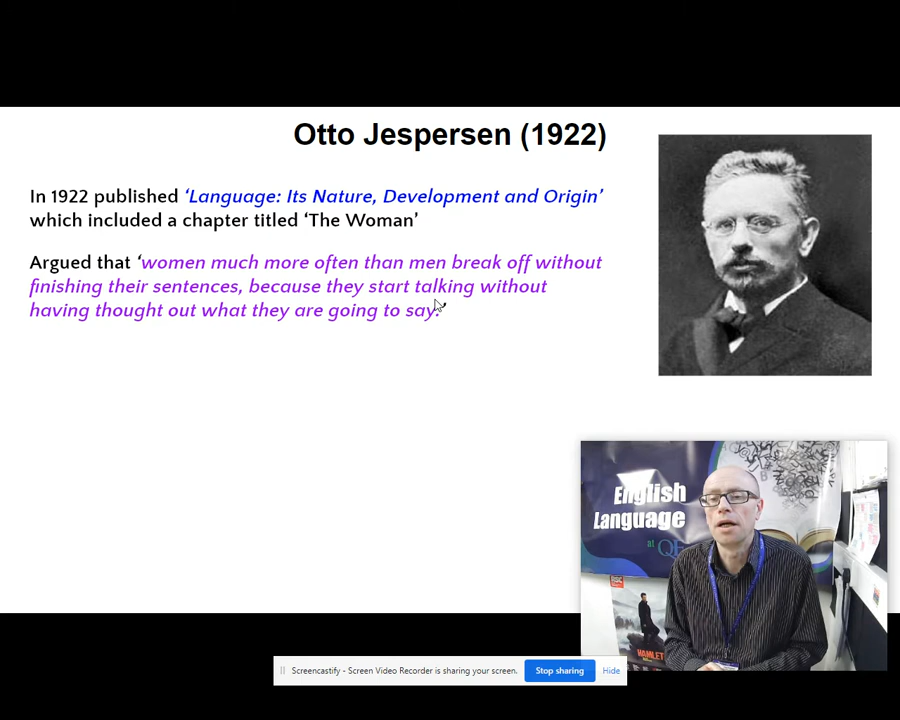 Otto Jespersen (1922)
In 1922 published ‘Language: Its Nature, Development and Origin’
which included a chapter titled ‘The Woman’
Argued that ‘women much more often than men break off without
finishing their sentences, because they start talking without
having thought out what they are going to say.’
English
Language
at
HAMLET
Screencastify - Screen Video Recorder is sharing your screen.
Stop sharing
Hide